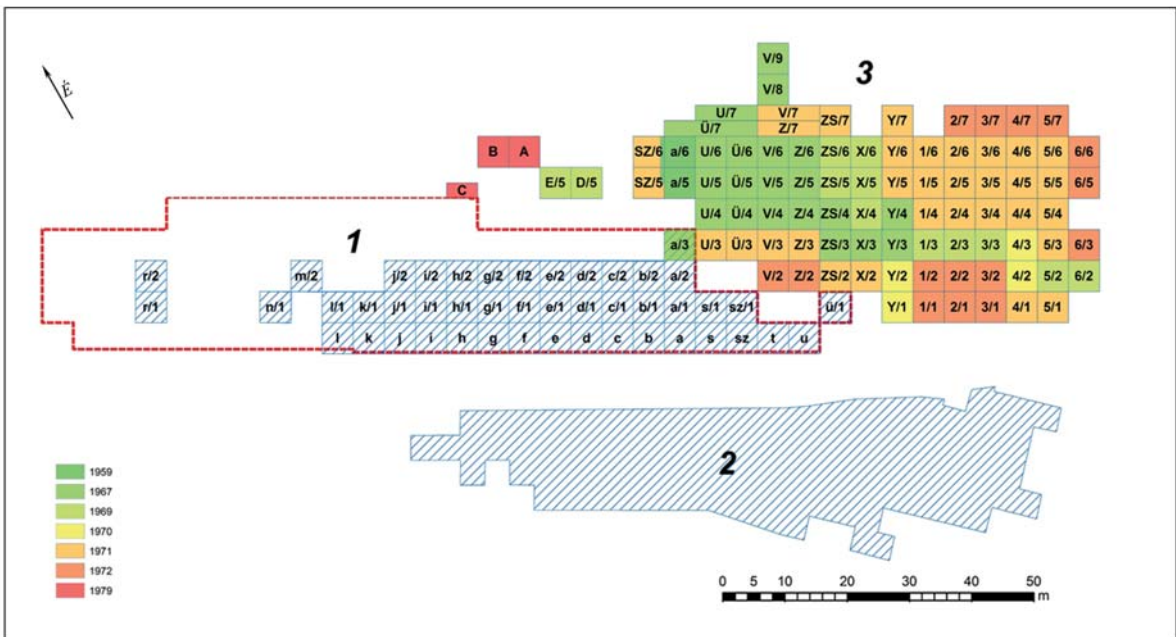 V/9
3
V/8
É
U/7 V/7 ZS/7 Y/7 2/7 3/7 4/7 5/7
Ü/7 Z/7
B A SZ/6 a/6 U/6 Ü/6 V/6 Z/6 ZS/6 X/6 Y/6 1/6 2/6 3/6 4/6 5/6 6/6
C E/5 D/5 SZ/5 a/5 U/5 Ü/5 V/5 Z/5 ZS/5 X/5 Y/5 1/5 2/5 3/5 4/5 5/5 6/5
U/4 Ü/4 V/4 Z/4 ZS/4 X/4 Y/4 1/4 2/4 3/4 4/4 5/4
1 a/3 U/3 Ü/3 V/3 Z/3 ZS/3 X/3 Y/3 1/3 2/3 3/3 4/3 5/3 6/3
r/2 m/2 j/2 i/2 h/2 g/2 f/2 e/2 d/2 c/2 b/2 a/2 V/2 Z/2 ZS/2 X/2 Y/2 1/2 2/2 3/2 4/2 5/2 6/2
r/1 n/1 l/1 k/1 j/1 i/1 h/1 g/1 f/1 e/1 d/1 c/1 b/1 a/1 s/1 sz/1 ü/1 Y/1 1/1 2/1 3/1 4/1 5/1
l k j i h g f e d c b a s sz t u
2
1959
1967
1969
1970
1971
1972
1979
0 5 10 20 30 40 50
m